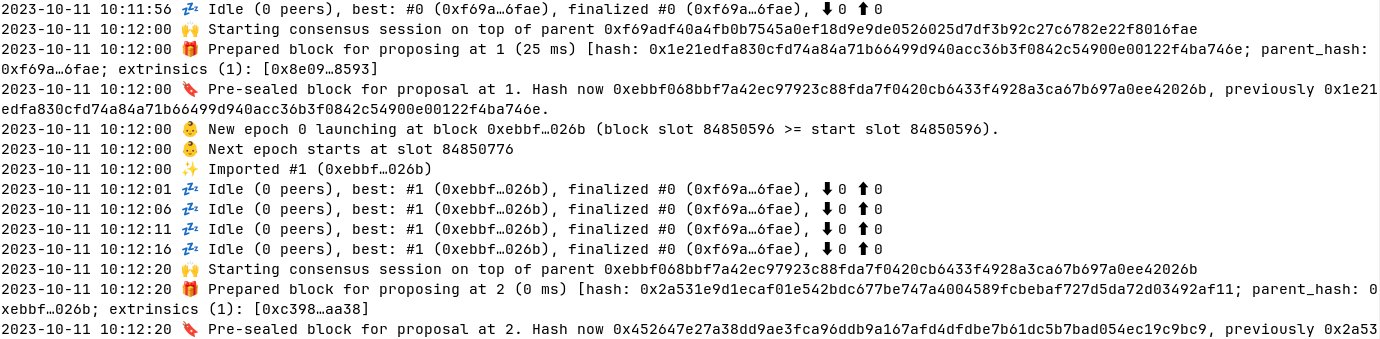 2023-10-11 10:11:56 💤 Idle (0 peers), best: #0 (0xf69a…6fae), finalized #0 (0xf69a…6fae), ⬇ 0 ⬆ 0
2023-10-11 10:12:00 🙌 Starting consensus session on top of parent 0xf69adf40a4fb0b7545a0ef18d9e9de0526025d7df3b92c27c6782e22f8016fae
2023-10-11 10:12:00 🎁 Prepared block for proposing at 1 (25 ms) [hash: 0x1e21edfa830cfd74a84a71b66499d940acc36b3f0842c54900e00122f4ba746e; parent_hash:
0xf69a…6fae; extrinsics (1): [0x8e09…8593]
2023-10-11 10:12:00 🔖 Pre-sealed block for proposal at 1. Hash now 0xebbf068bbf7a42ec97923c88fda7f0420cb6433f4928a3ca67b697a0ee42026b, previously 0x1e21
edfa830cfd74a84a71b66499d940acc36b3f0842c54900e00122f4ba746e.
2023-10-11 10:12:00 👶 New epoch 0 launching at block 0xebbf…026b (block slot 84850596 >= start slot 84850596).
2023-10-11 10:12:00 👶 Next epoch starts at slot 84850776
2023-10-11 10:12:00 ✨ Imported #1 (0xebbf…026b)
2023-10-11 10:12:01 💤 Idle (0 peers), best: #1 (0xebbf…026b), finalized #0 (0xf69a…6fae), ⬇ 0 ⬆ 0
2023-10-11 10:12:06 💤 Idle (0 peers), best: #1 (0xebbf…026b), finalized #0 (0xf69a…6fae), ⬇ 0 ⬆ 0
2023-10-11 10:12:11 💤 Idle (0 peers), best: #1 (0xebbf…026b), finalized #0 (0xf69a…6fae), ⬇ 0 ⬆ 0
2023-10-11 10:12:16 💤 Idle (0 peers), best: #1 (0xebbf…026b), finalized #0 (0xf69a…6fae), ⬇ 0 ⬆ 0
2023-10-11 10:12:20 🙌 Starting consensus session on top of parent 0xebbf068bbf7a42ec97923c88fda7f0420cb6433f4928a3ca67b697a0ee42026b
2023-10-11 10:12:20 🎁 Prepared block for proposing at 2 (0 ms) [hash: 0x2a531e9d1ecaf01e542bdc677be747a4004589fcbebaf727d5da72d03492af11; parent_hash: 0
xebbf…026b; extrinsics (1): [0xc398…aa38]
2023-10-11 10:12:20 🔖 Pre-sealed block for proposal at 2. Hash now 0x452647e27a38dd9ae3fca96ddb9a167afd4dfdbe7b61dc5b7bad054ec19c9bc9, previously 0x2a53